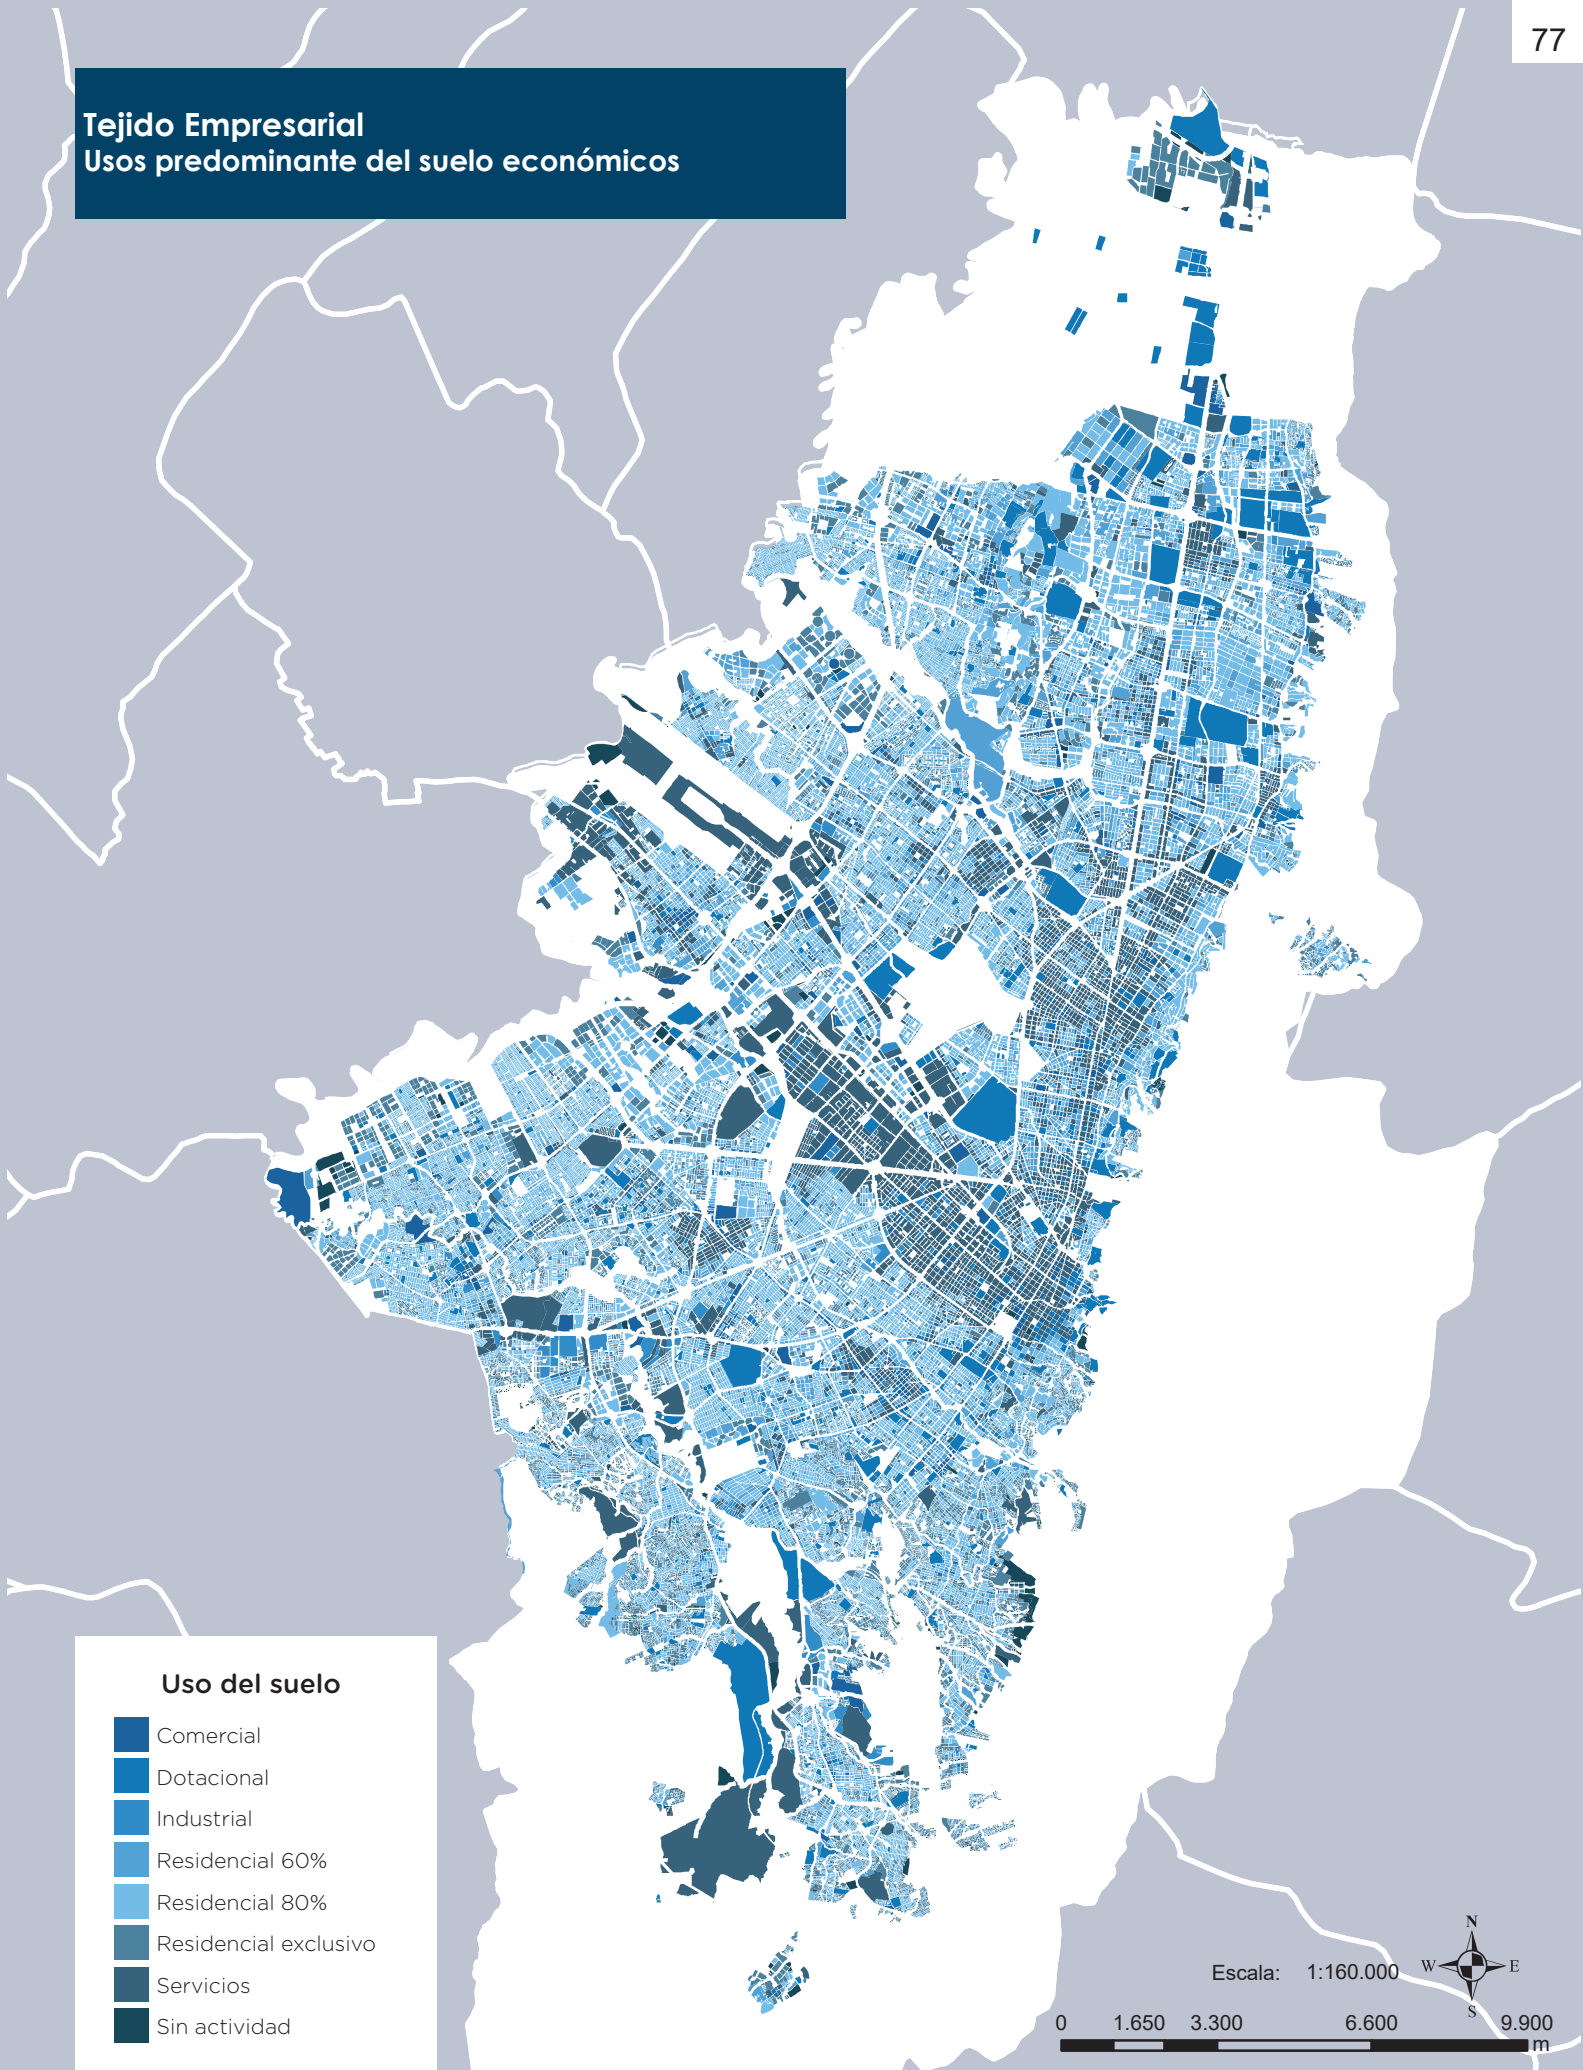 77
Tejido Empresarial
Usos predominante del suelo económicos
Uso del suelo
Comercial
Dotacional
Industrial
Residencial 60%
Residencial 80%
Residencial exclusivo
Servicios
Sin actividad
Escala: 1:160.000
N
W E
S
0 1.650 3.300 6.600 9.900
m